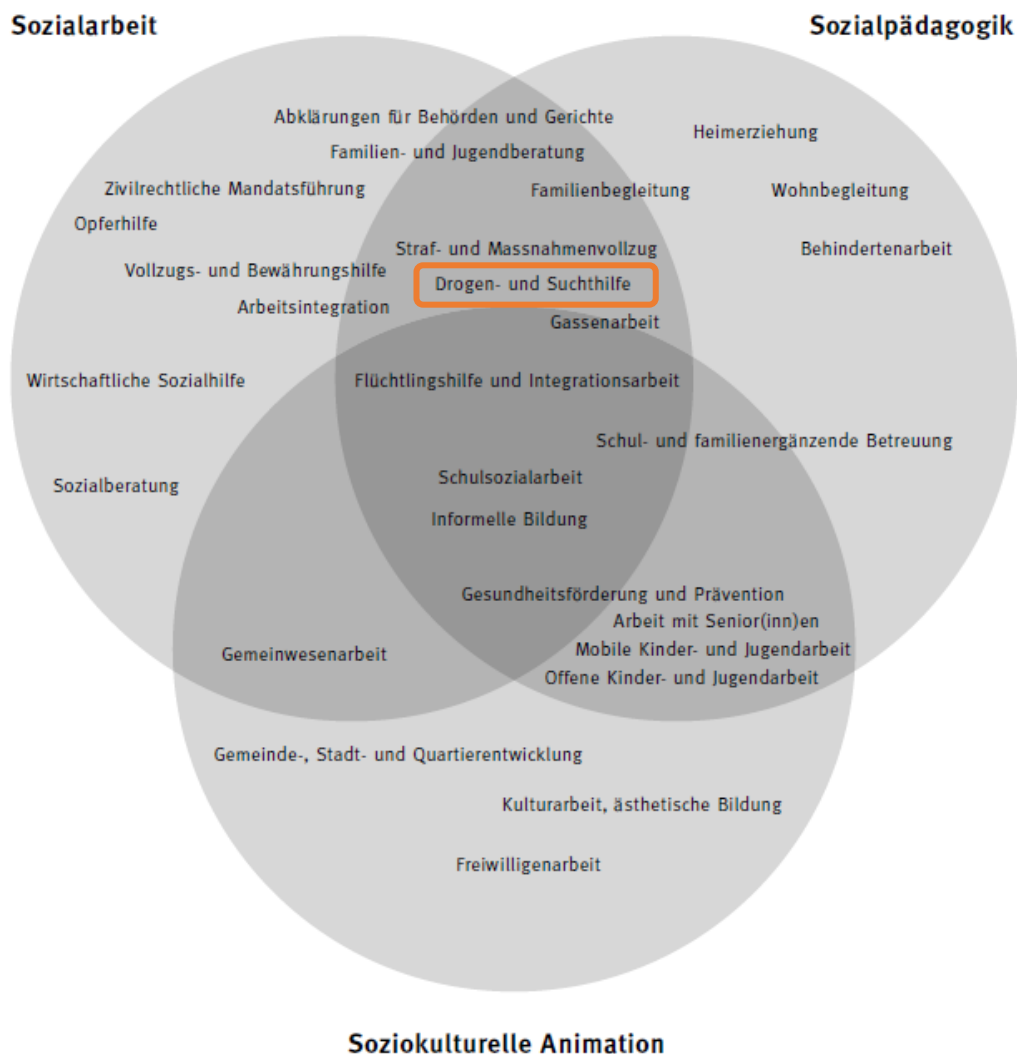 Sozialarbeit
Sozialpädagogik
Abklärungen für Behörden und Gerichte
Heimerziehung
Familien- und Jugendberatung
Zivilrechtliche Mandatsführung
Familienbegleitung
Wohnbegleitung
Opferhilfe
Straf- und Massnahmenvollzug
Behindertenarbeit
Vollzugs- und Bewährungshilfe
Drogen- und Suchthilfe
Arbeitsintegration
Gassenarbeit
Wirtschaftliche Sozialhilfe
Flüchtlingshilfe und Integrationsarbeit
Schul- und familienergänzende Betreuung
Sozialberatung
Schulsozialarbeit
Informelle Bildung
Gesundheitsförderung und Prävention
Arbeit mit Senior(inn)en
Gemeinwesenarbeit
Mobile Kinder- und Jugendarbeit
Offene Kinder- und Jugendarbeit
Gemeinde-, Stadt- und Quartierentwicklung
Kulturarbeit, ästhetische Bildung
Freiwilligenarbeit
Soziokulturelle Animation